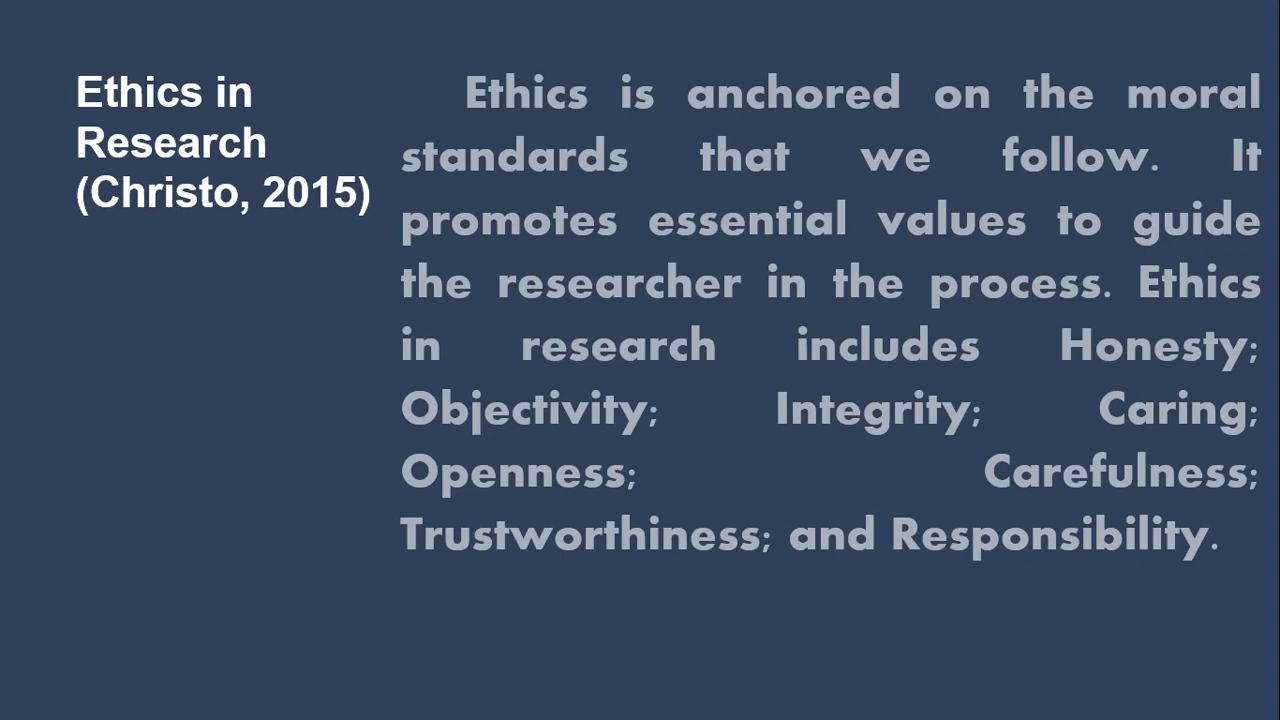 Ethics in
Research
(Christo, 2015)
Ethics is anchored on the moral
standards that we follow. It
promotes essential values to guide
the researcher in the process. Ethics
in research includes Honesty;
Objectivity; Integrity; Caring;
Openness; Carefulness;
Trustworthiness; and Responsibility.